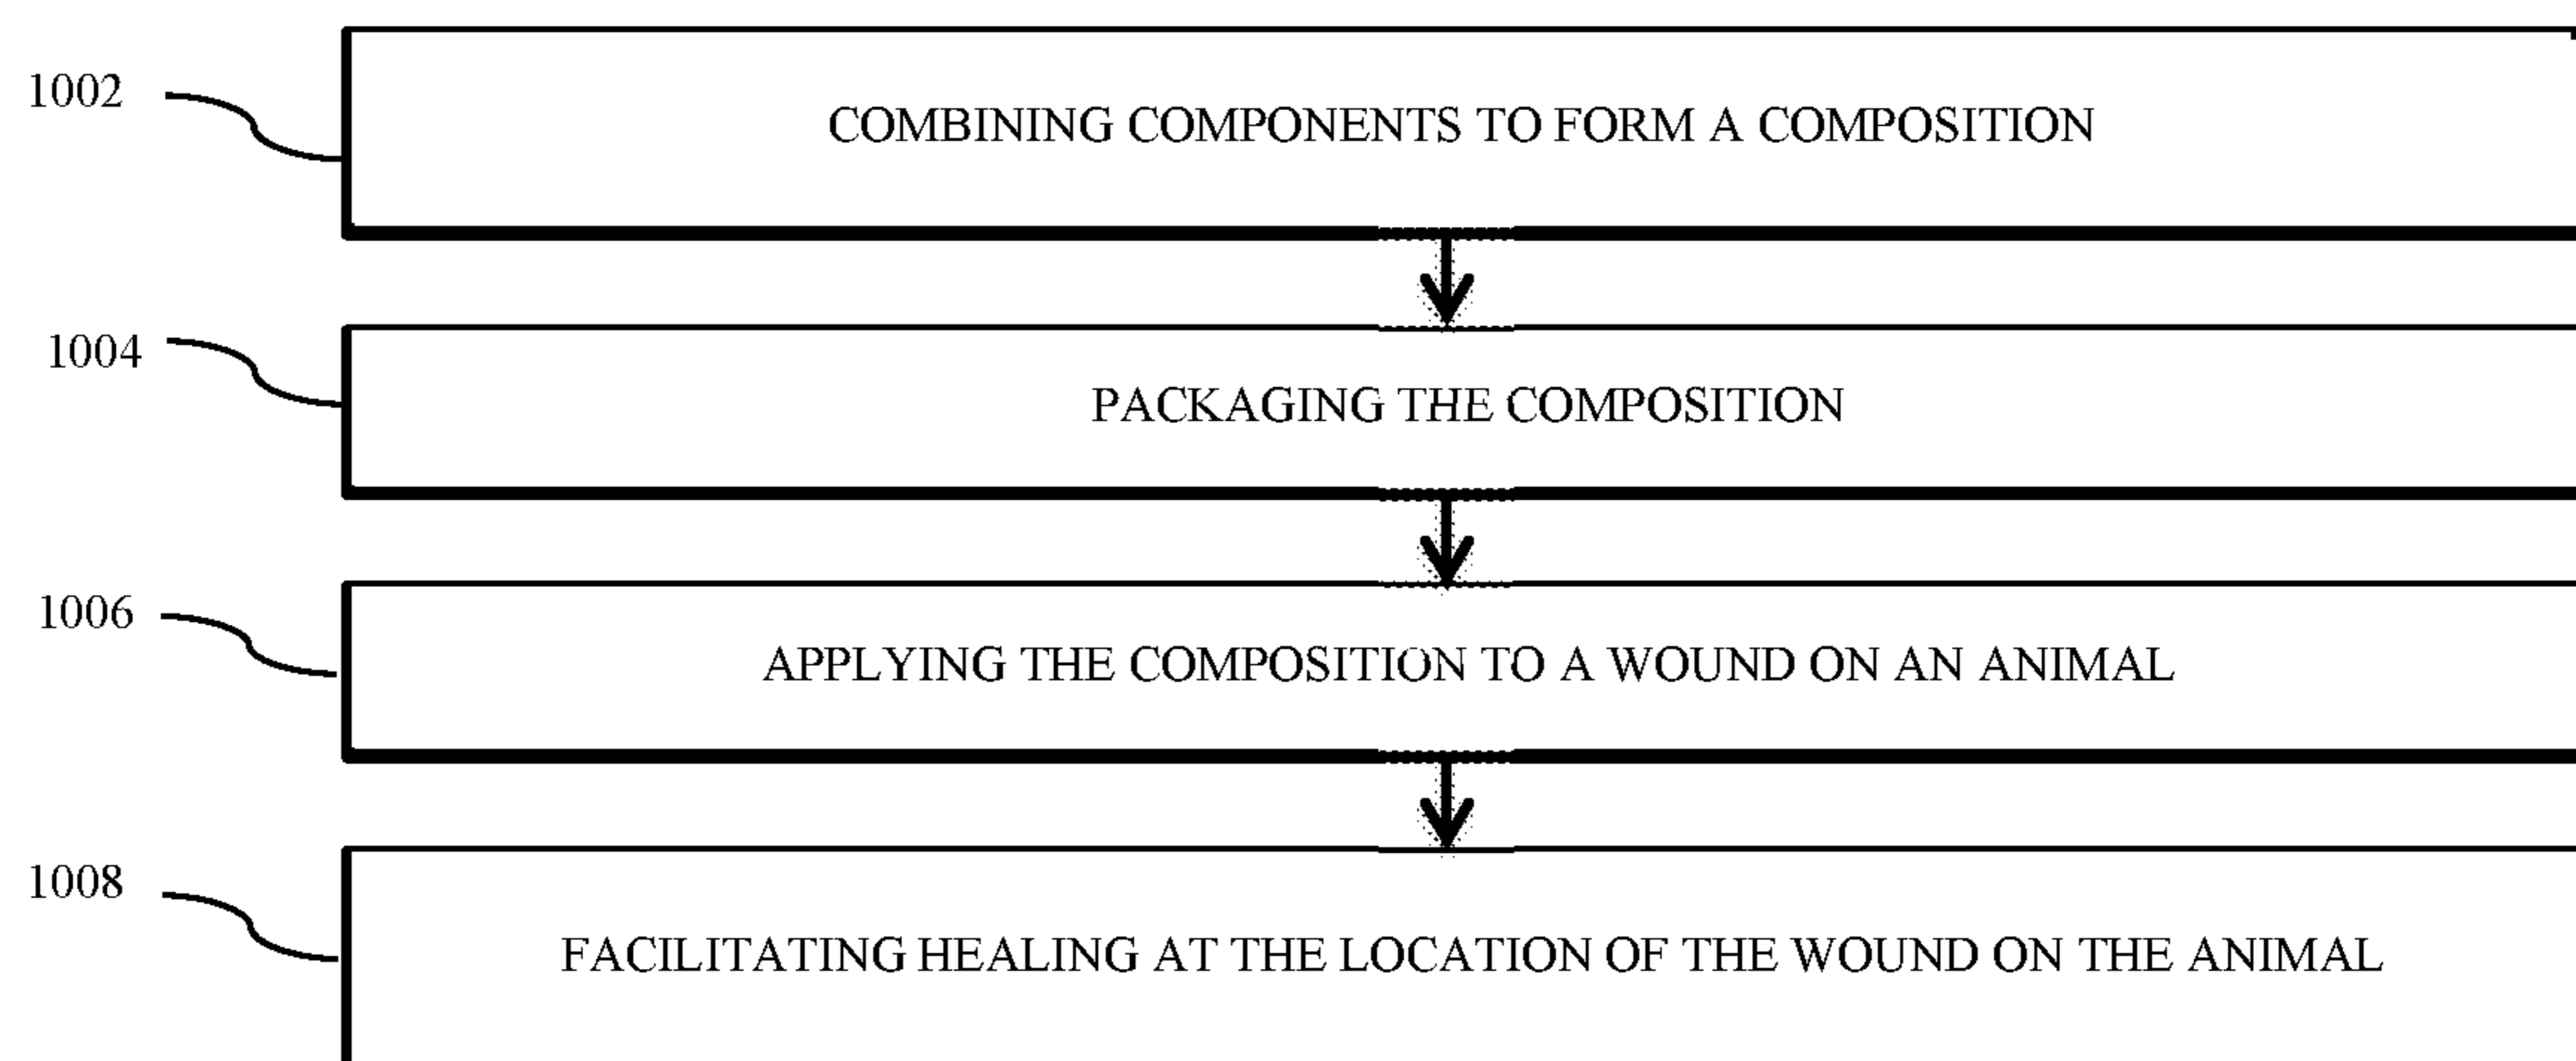 1002
COMBINING COMPONENTS TO FORM A COMPOSITION
1004
PACKAGING THE COMPOSITION
1006
APPLYING THE COMPOSITION TO A WOUND ON AN ANIMAL
1008
FACILITATING HEALING AT THE LOCATION OF THE WOUND ON THE ANIMAL